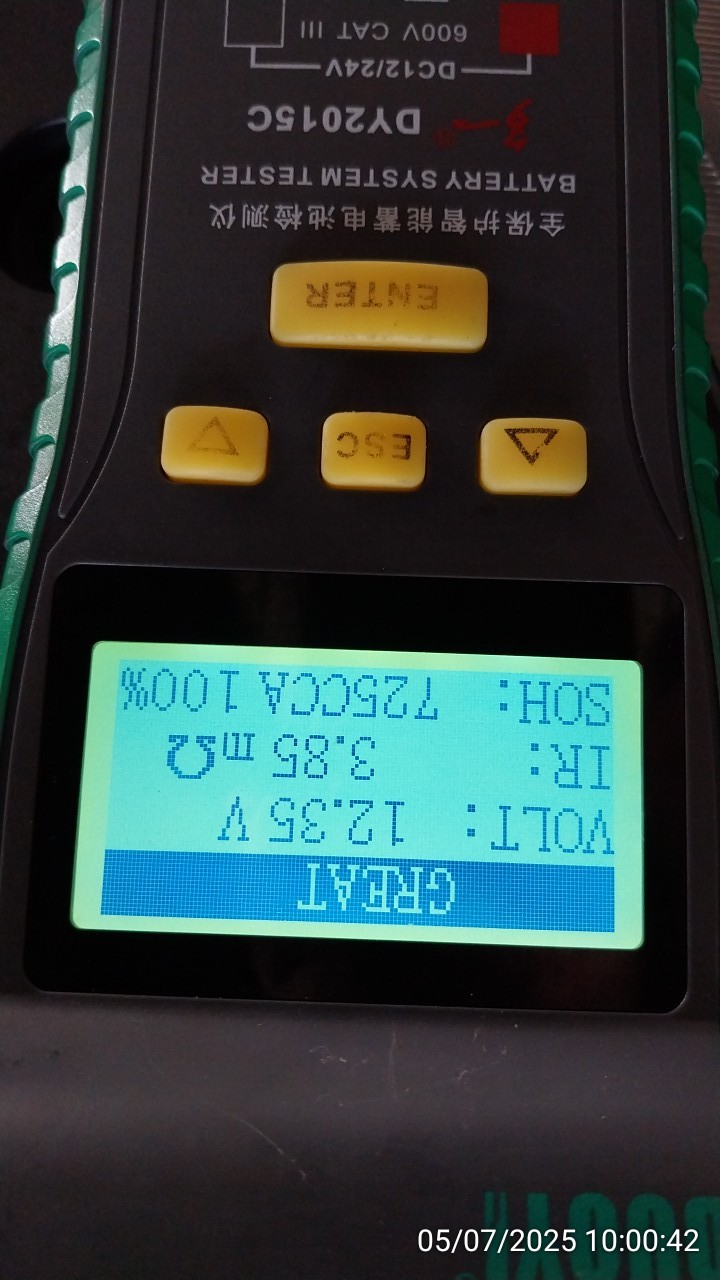 GREAT
VOLT: 12.35 V
IR: 3.85 mΩ
SOH: 725CCA 100%
ESC
ENTER
全保护智能蓄电池检测仪
BATTERY SYSTEM TESTER
DY2015C
DC12/24V
600V CAT III
05/07/2025 10:00:42